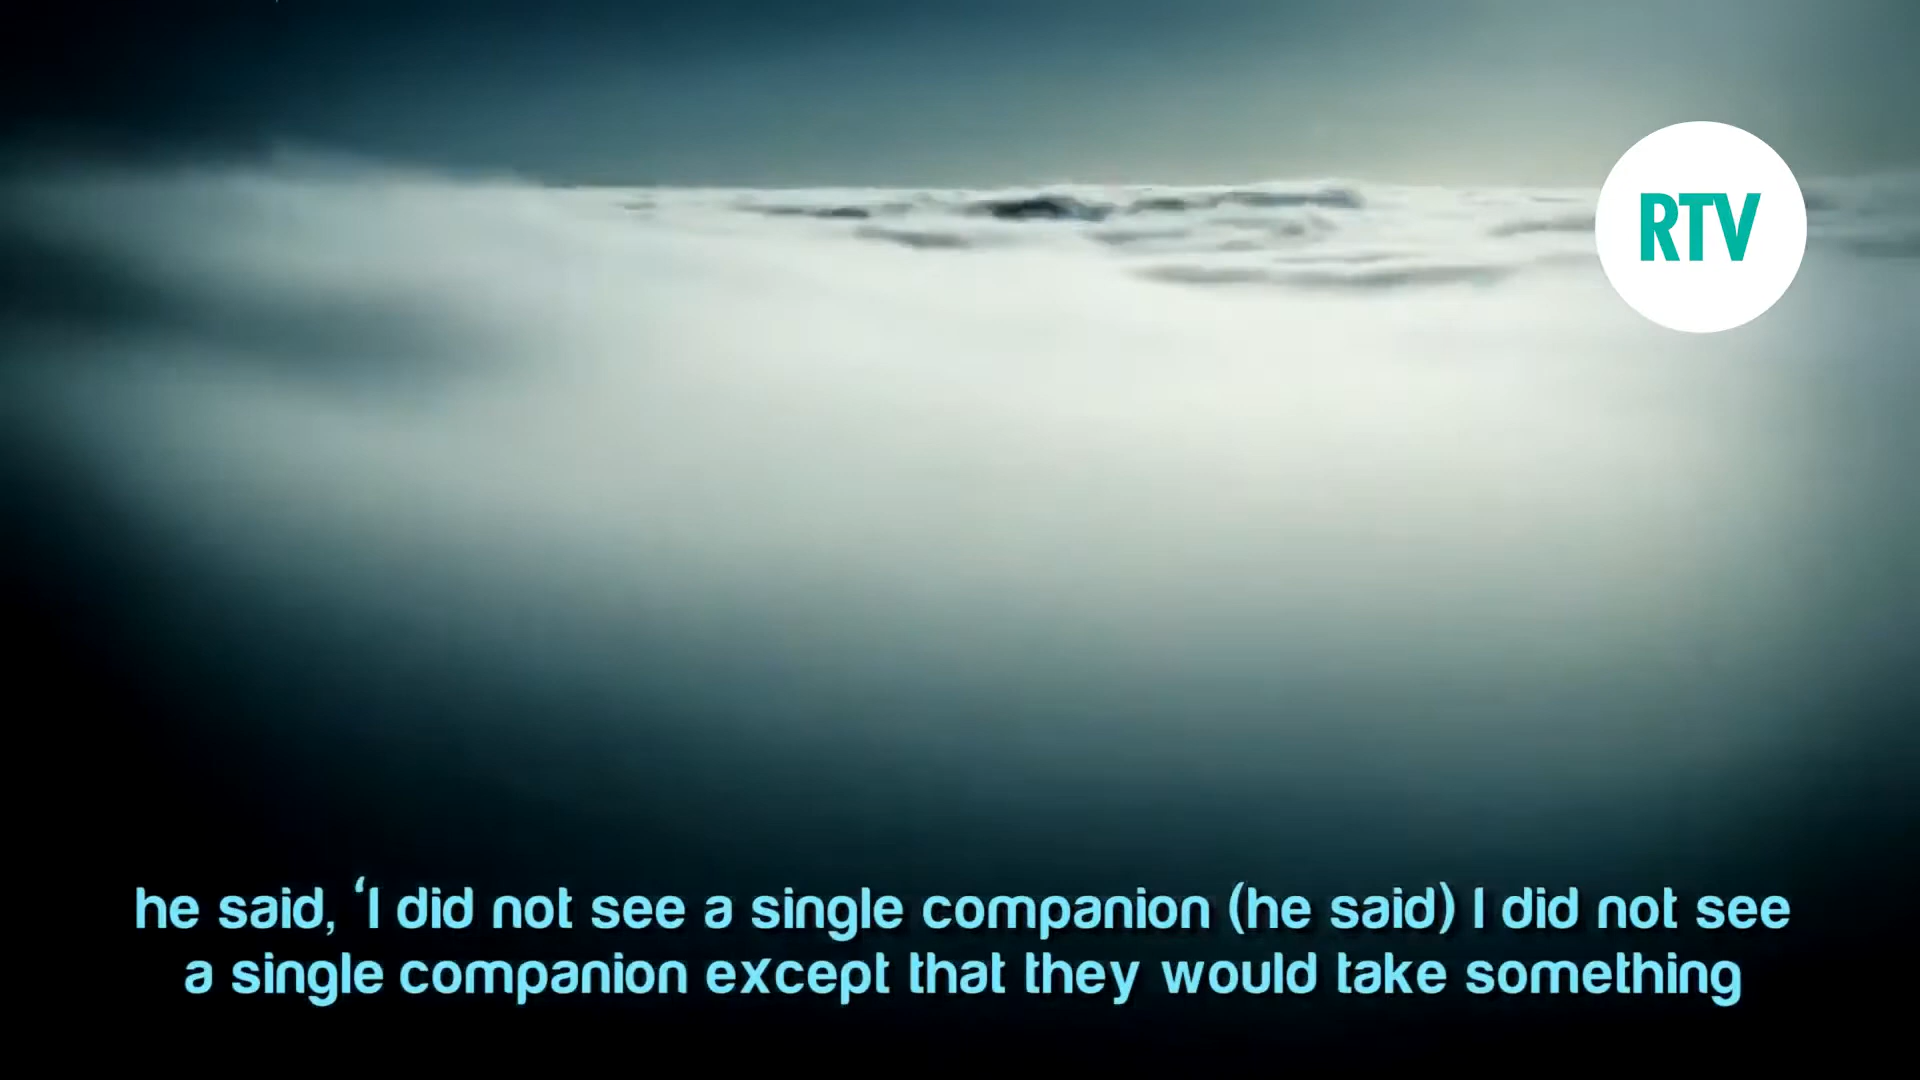 RTV
he said, ‘I did not see a single companion (he said) I did not see
a single companion except that they would take something